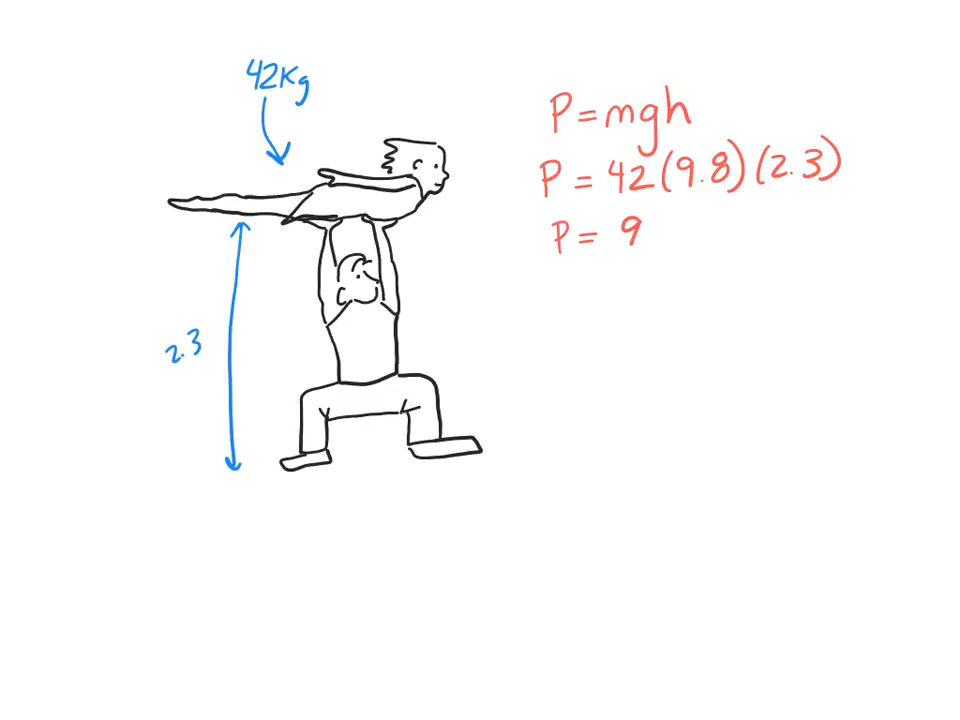 42Kg
P = mgh
P = 42(9.8)(2.3)
P = 9
2.3